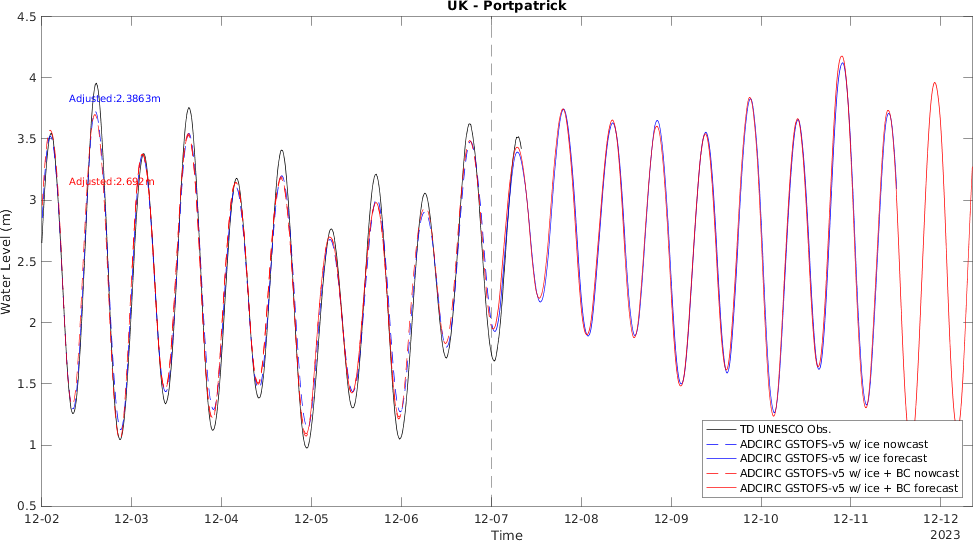 UK - Portpatrick
4.5
4
3.5
3
2.5
2
1.5
1
0.5
Water Level (m)
Adjusted:2.3863m
Adjusted:2.692m
TD UNESCO Obs.
ADCIRC GSTOFS-v5 w/ ice nowcast
ADCIRC GSTOFS-v5 w/ ice forecast
ADCIRC GSTOFS-v5 w/ ice + BC nowcast
ADCIRC GSTOFS-v5 w/ ice + BC forecast
12-02 12-03 12-04 12-05 12-06 12-07 12-08 12-09 12-10 12-11 12-12
Time
2023